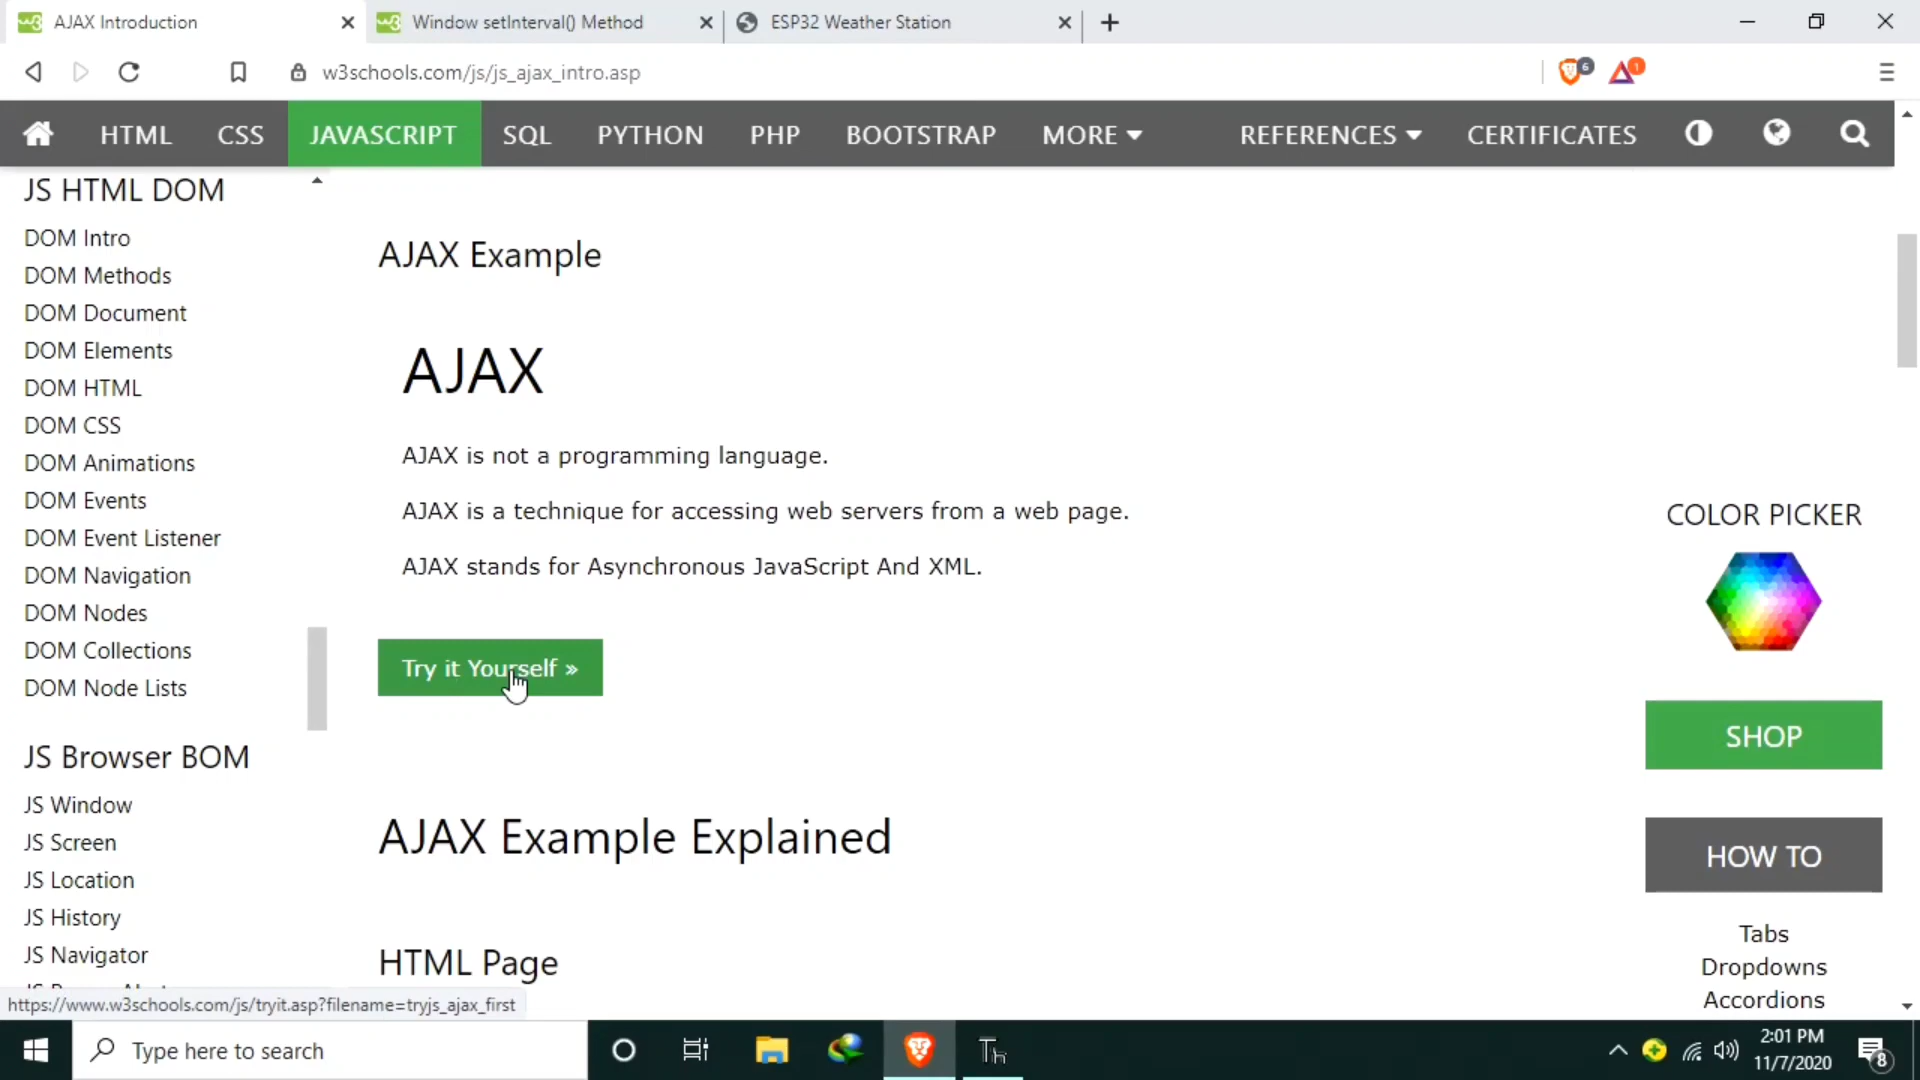 AJAX Introduction
Window setInterval() Method
ESP32 Weather Station
w3schools.com/js/js_ajax_intro.asp
6
1
HTML
CSS
JAVASCRIPT
SQL
PYTHON
PHP
BOOTSTRAP
MORE
REFERENCES
CERTIFICATES
JS HTML DOM
DOM Intro
DOM Methods
DOM Document
DOM Elements
DOM HTML
DOM CSS
DOM Animations
DOM Events
DOM Event Listener
DOM Navigation
DOM Nodes
DOM Collections
DOM Node Lists
JS Browser BOM
JS Window
JS Screen
JS Location
JS History
JS Navigator
AJAX Example
AJAX
AJAX is not a programming language.
AJAX is a technique for accessing web servers from a web page.
AJAX stands for Asynchronous JavaScript And XML.
Try it Yourself »
AJAX Example Explained
HTML Page
COLOR PICKER
SHOP
HOW TO
Tabs
Dropdowns
Accordions
https://www.w3schools.com/js/tryit.asp?filename=tryjs_ajax_first
Type here to search
Th
2:01 PM
11/7/2020
8